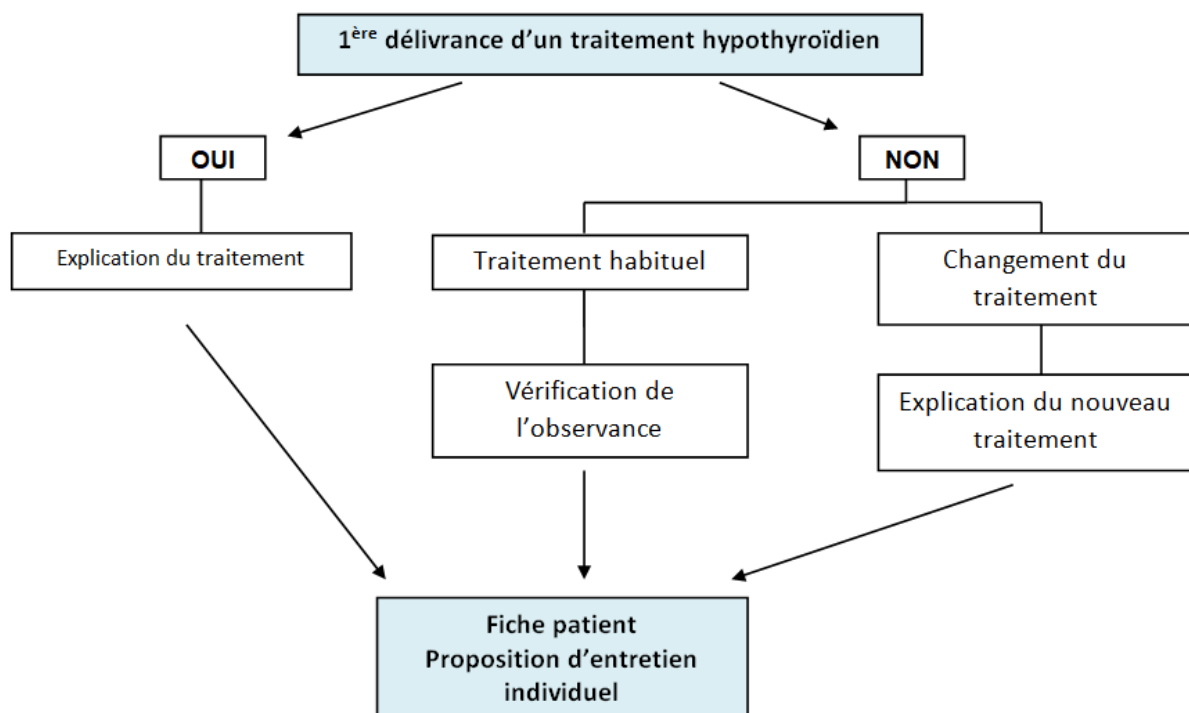 1ère délivrance d’un traitement hypothyroïdien
OUI
NON
Explication du traitement
Traitement habituel
Changement du
traitement
Vérification de
l’observance
Explication du nouveau
traitement
Fiche patient
Proposition d’entretien
individuel